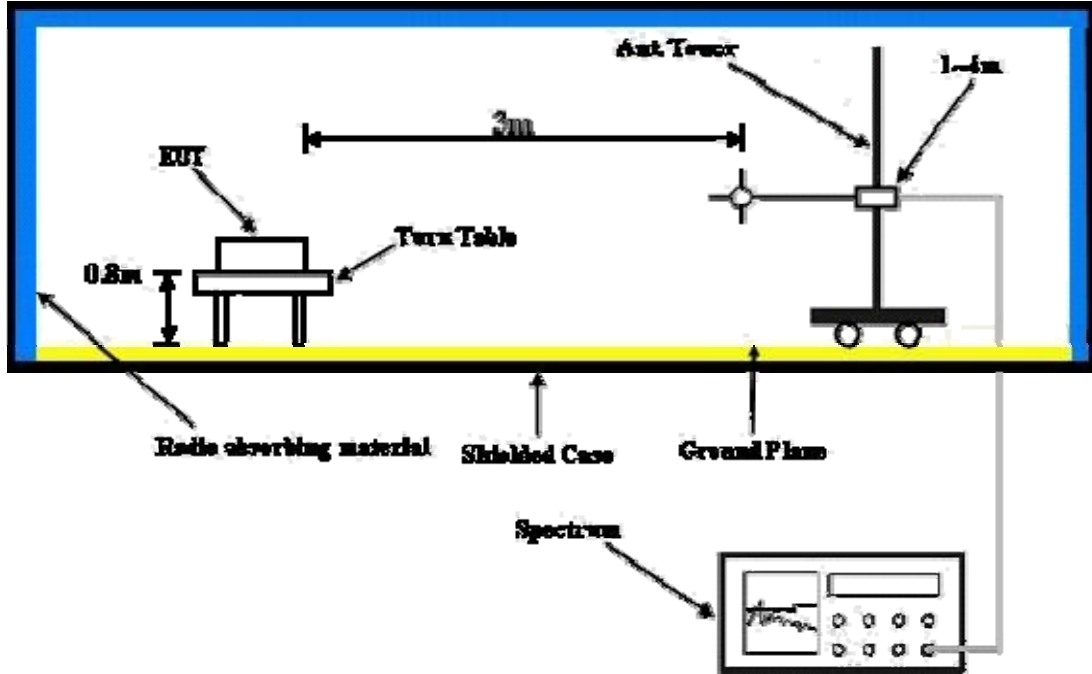 Ant Tower
1-4m
3m
EUT
Turn Table
0.8m
Radio absorbing material
Shielded Case
Ground Plane
Spectrum